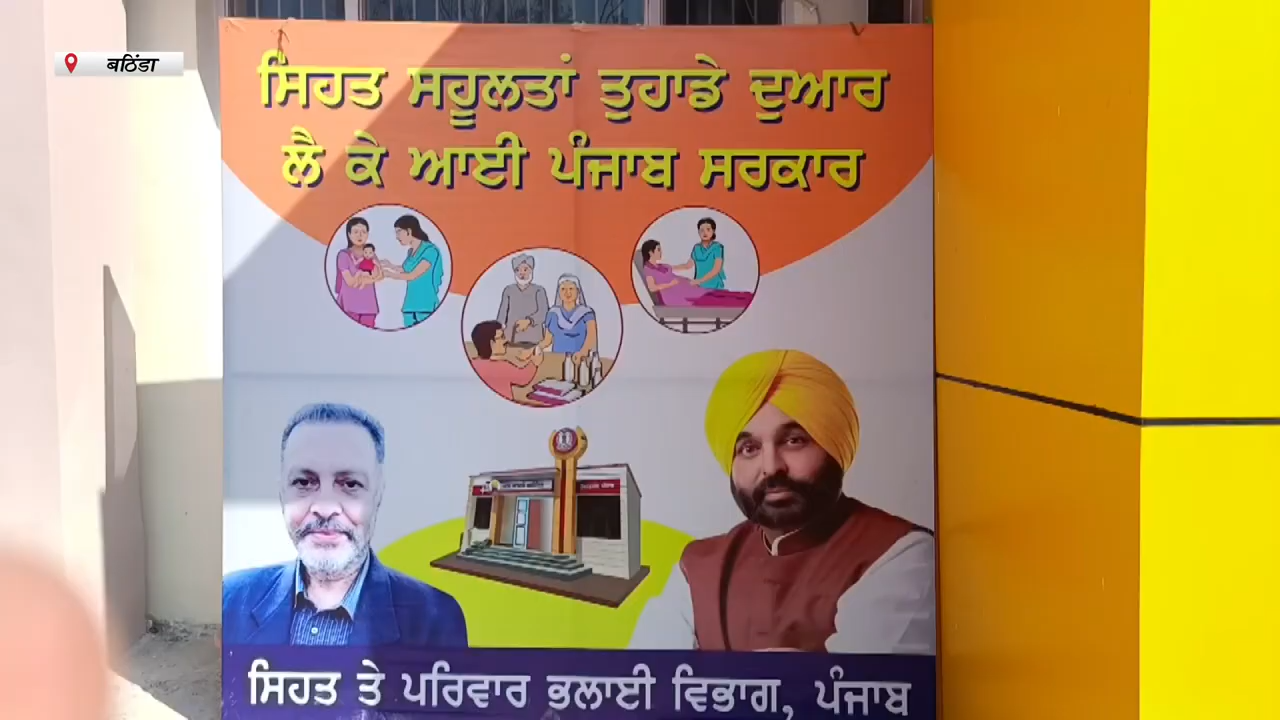 ਬਠਿੰਡਾ
ਸਿਹਤ ਸਹੂਲਤਾਂ ਤੁਹਾਡੇ ਦੁਆਰ
ਲੈ ਕੇ ਆਈ ਪੰਜਾਬ ਸਰਕਾਰ
ਸਿਹਤ ਤੇ ਪਰਿਵਾਰ ਭਲਾਈ ਵਿਭਾਗ, ਪੰਜਾਬ